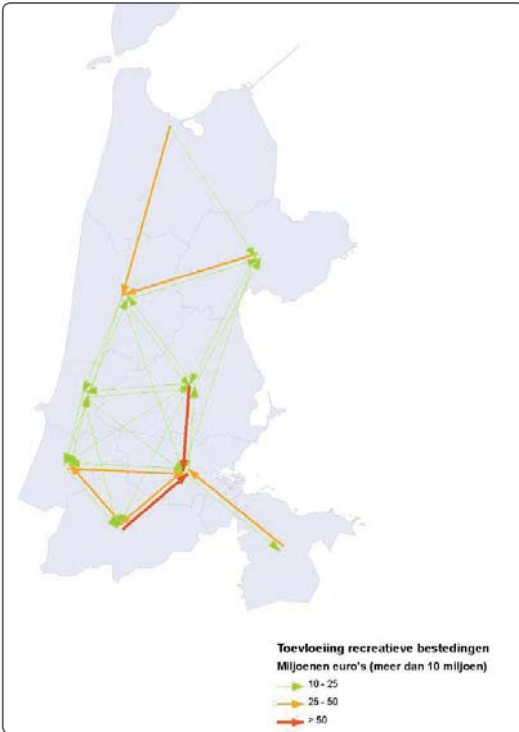 Toevloeiing recreatieve bestedingen
Miljoenen euro's (meer dan 10 miljoen)
10 - 25
25 - 50
> 50